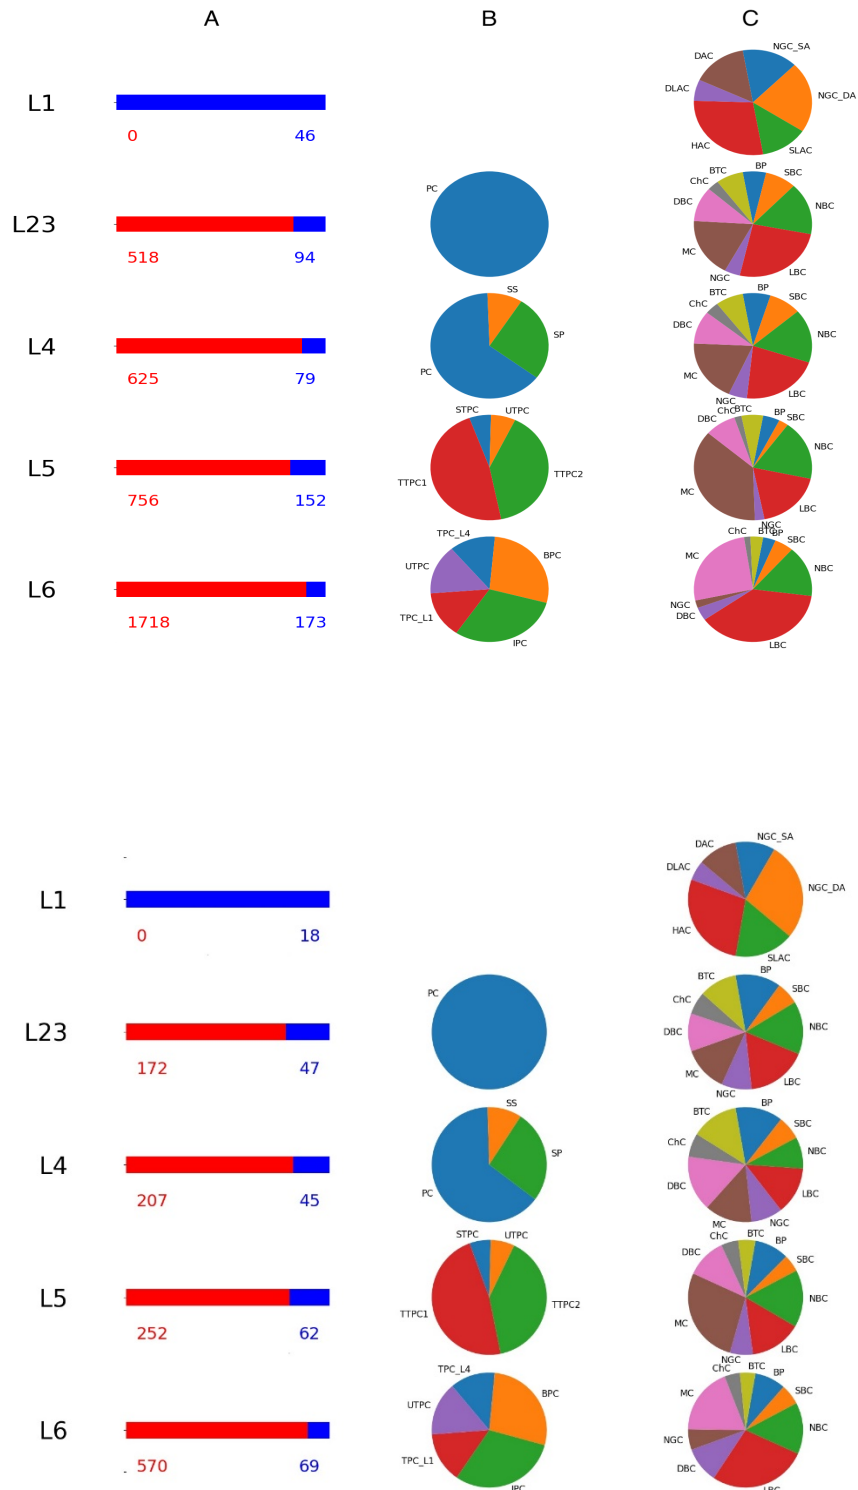 A B C
NGC_SA
DAC
DLAC
NGC_DA
L1
0 46
HAC
SLAC
BTC BP
SBC
ChC
PC
DBC
NBC
L23
518 94
MC
NGC
LBC
SS
BTC BP
SBC
ChC
SP
DBC
NBC
L4
PC
MC
625 79
NGC
LBC
STPC UTPC
ChC BTC BP
SBC
DBC
NBC
L5
TTPC1 TTPC2
MC
756 152
LBC
NGC
TPC_L4
ChC BTC BP
SBC
BPC
MC
UTPC
NBC
L6
TPC_L1
NGC
DBC
1718 173
IPC
LBC
NGC_SA
DAC
DLAC
NGC_DA
L1
HAC
0 18
SLAC
BTC BP
SBC
ChC
PC
DBC
NBC
L23
172 47
MC
LBC
NGC
SS
BTC BP
SBC
ChC
SP
NBC
L4
PC
DBC
LBC
207 45
MC NGC
STPC UTPC
ChC BTC BP
SBC
DBC
L5
TTPC1 TTPC2
NBC
MC
252 62
LBC
NGC
TPC_L4
ChC BTC BP
SBC
BPC
MC
UTPC
L6
NGC
NBC
TPC_L1
DBC
570 69
IPC
LBC